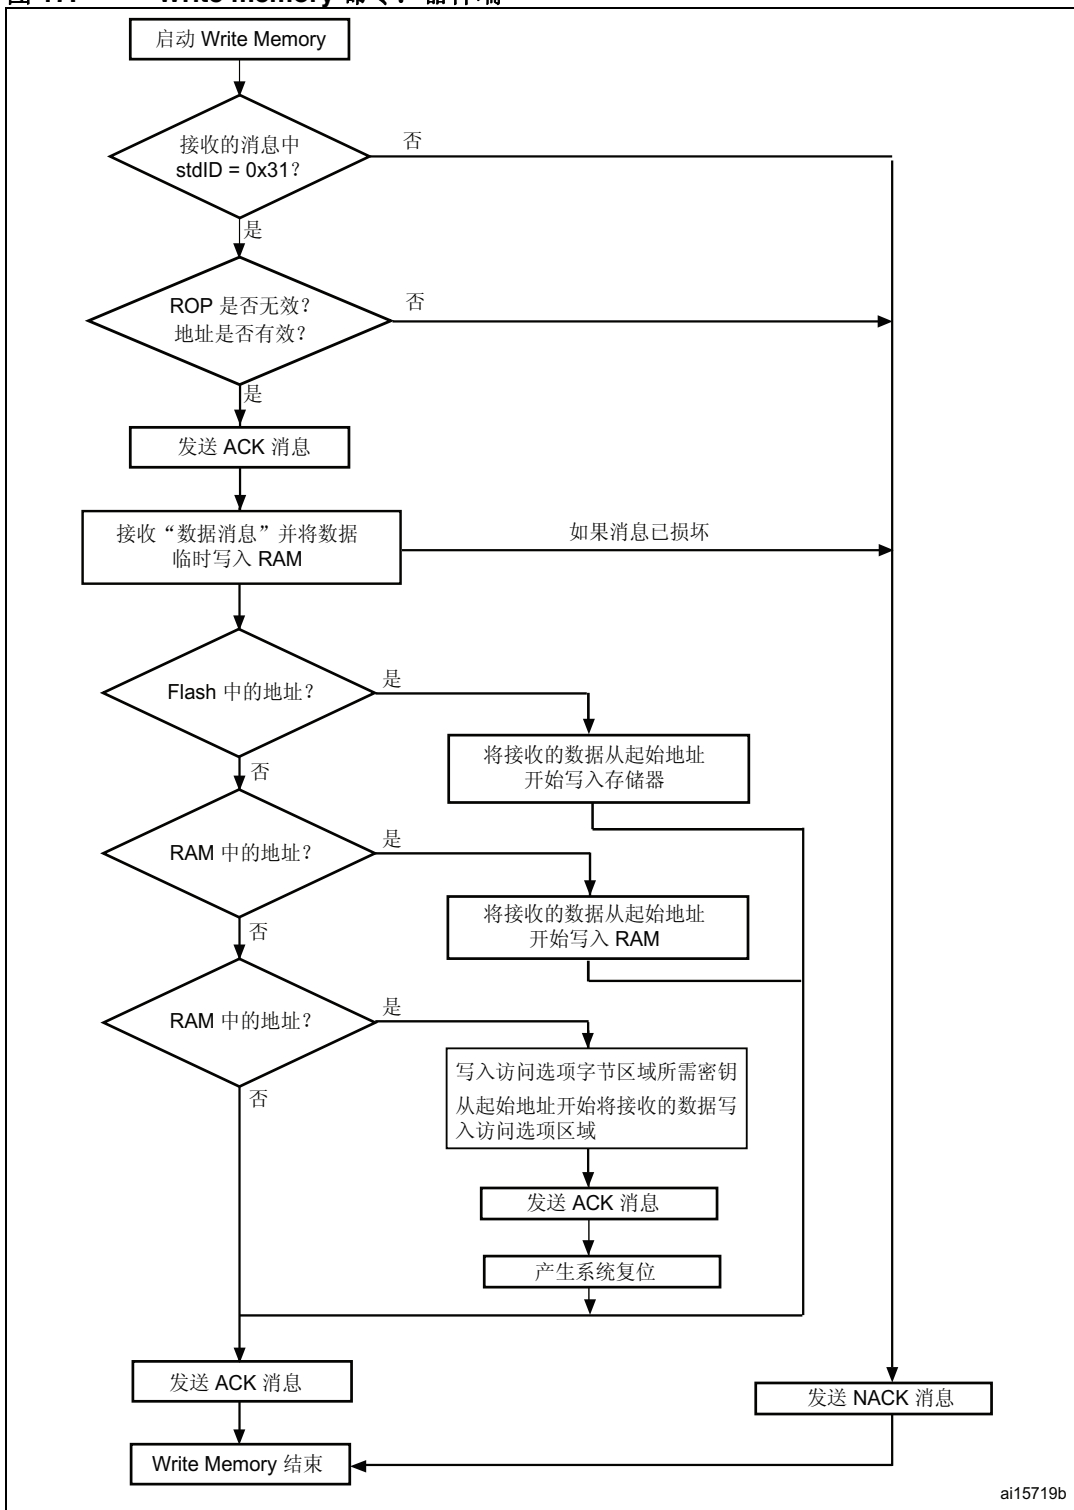 Write memory
启动 Write Memory
接收的消息中
stdID = 0x31?
否
是
ROP 是否无效?
地址是否有效?
否
是
发送 ACK 消息
接收“数据消息”并将数据
临时写入 RAM
如果消息已损坏
Flash 中的地址?
是
将接收的数据从起始地址
开始写入存储器
否
RAM 中的地址?
是
将接收的数据从起始地址
开始写入 RAM
否
RAM 中的地址?
是
写入访问选项字节区域所需密钥
从起始地址开始将接收的数据写
入访问选项区域
否
发送 ACK 消息
产生系统复位
发送 ACK 消息
发送 NACK 消息
Write Memory 结束
ai15719b